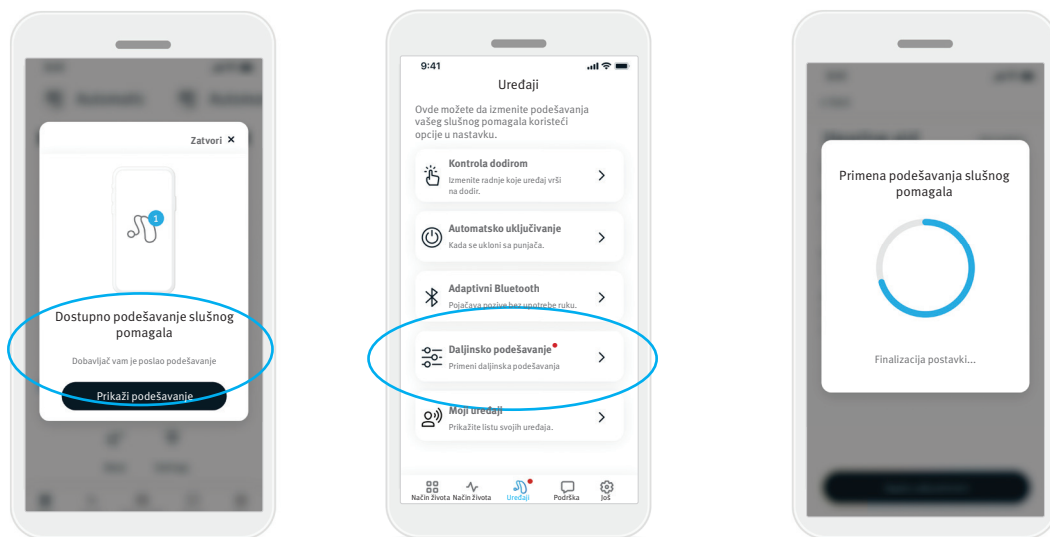 Zatvori ×
1
Dostupno podešavanje slušnog
pomagala
Dobavljač vam je poslao podešavanje
Prikaži podešavanje
9:41
Uređaji
Ovde možete da izmenite podešavanja
vašeg slušnog pomagala koristeći
opcije u nastavku.
Kontrola dodirom
Izmenite radnje koje uređaj vrši
na dodir.
Automatsko uključivanje
Kada se ukloni sa punjača.
Adaptivni Bluetooth
Pojačava pozive bez upotrebe ruku.
Daljinsko podešavanje
Primeni daljinska podešavanja
Moji uređaji
Prikažite listu svojih uređaja.
Način života Način života Uređaji Podrška Još
Primena podešavanja slušnog
pomagala
Finalizacija postavki...